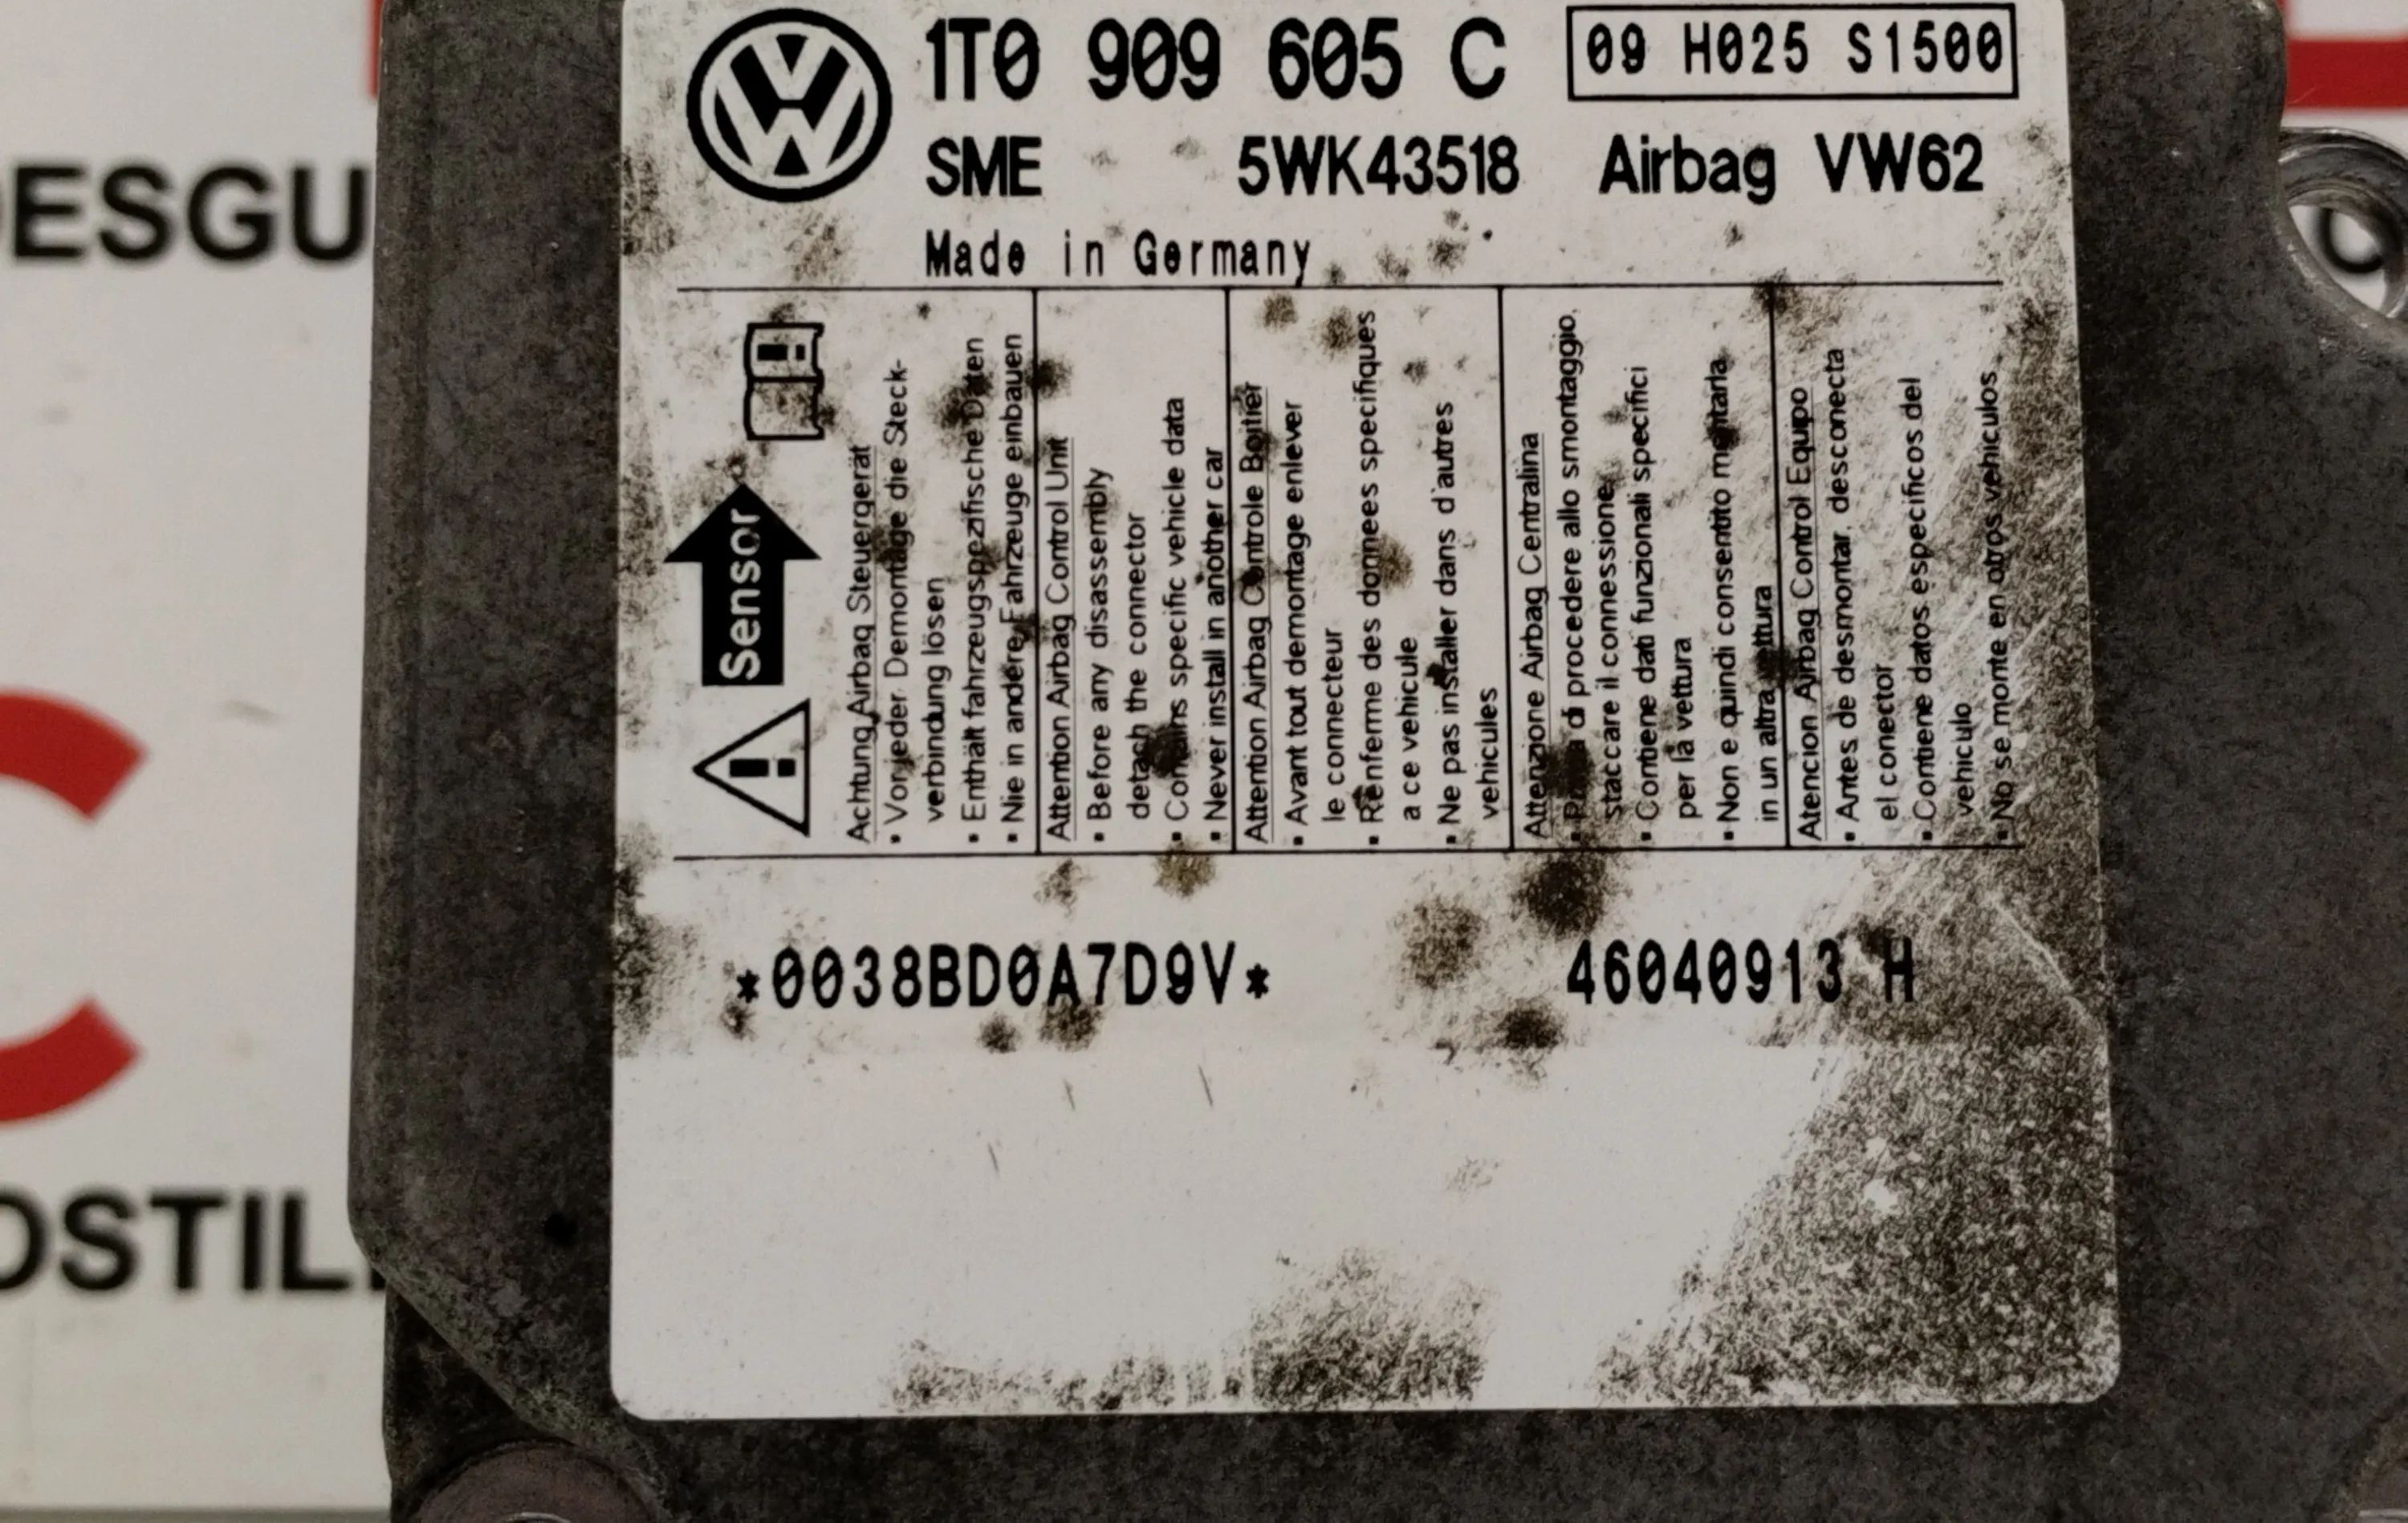 1T0 909 605 C
09 H025 S1500
SME 5WK43518 Airbag VW62
Made in Germany
Sensor
Achtung Airbag Steuergerät
• Vor jeder Demontage die Steck-
verbindung lösen
• Enthält fahrzeugspezifische Daten
• Nie in andere Fahrzeuge einbauen
Attention Airbag Control Unit
• Before any disassembly
detach the connector
• Contains specific vehicle data
• Never install in another car
Attention Airbag Controle Boitier
• Avant tout demontage enlever
le connecteur
• Renferme des donnees specifiques
a ce vehicule
• Ne pas installer dans d'autres
vehicules
Attenzione Airbag Centralina
• Prima di procedere allo smontaggio,
staccare il connessione
• Contiene dati funzionali specifici
per la vettura
• Non e quindi consentito montarla
in un altra vettura
Atencion Airbag Control Equipo
• Antes de desmontar, desconecta
el conector
• Contiene datos especificos del
vehiculo
• No se monte en otros vehiculos
*0038BD0A7D9V*
46040913 H
DESGU
OSTIL